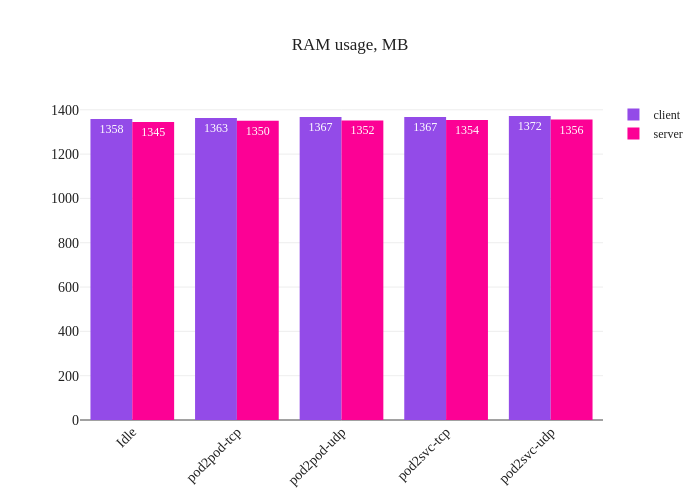 RAM usage, MB
client
server
1400
1200
1000
800
600
400
200
0
1358
1345
1363
1350
1367
1352
1367
1354
1372
1356
Idle
pod2pod-tcp
pod2pod-udp
pod2svc-tcp
pod2svc-udp